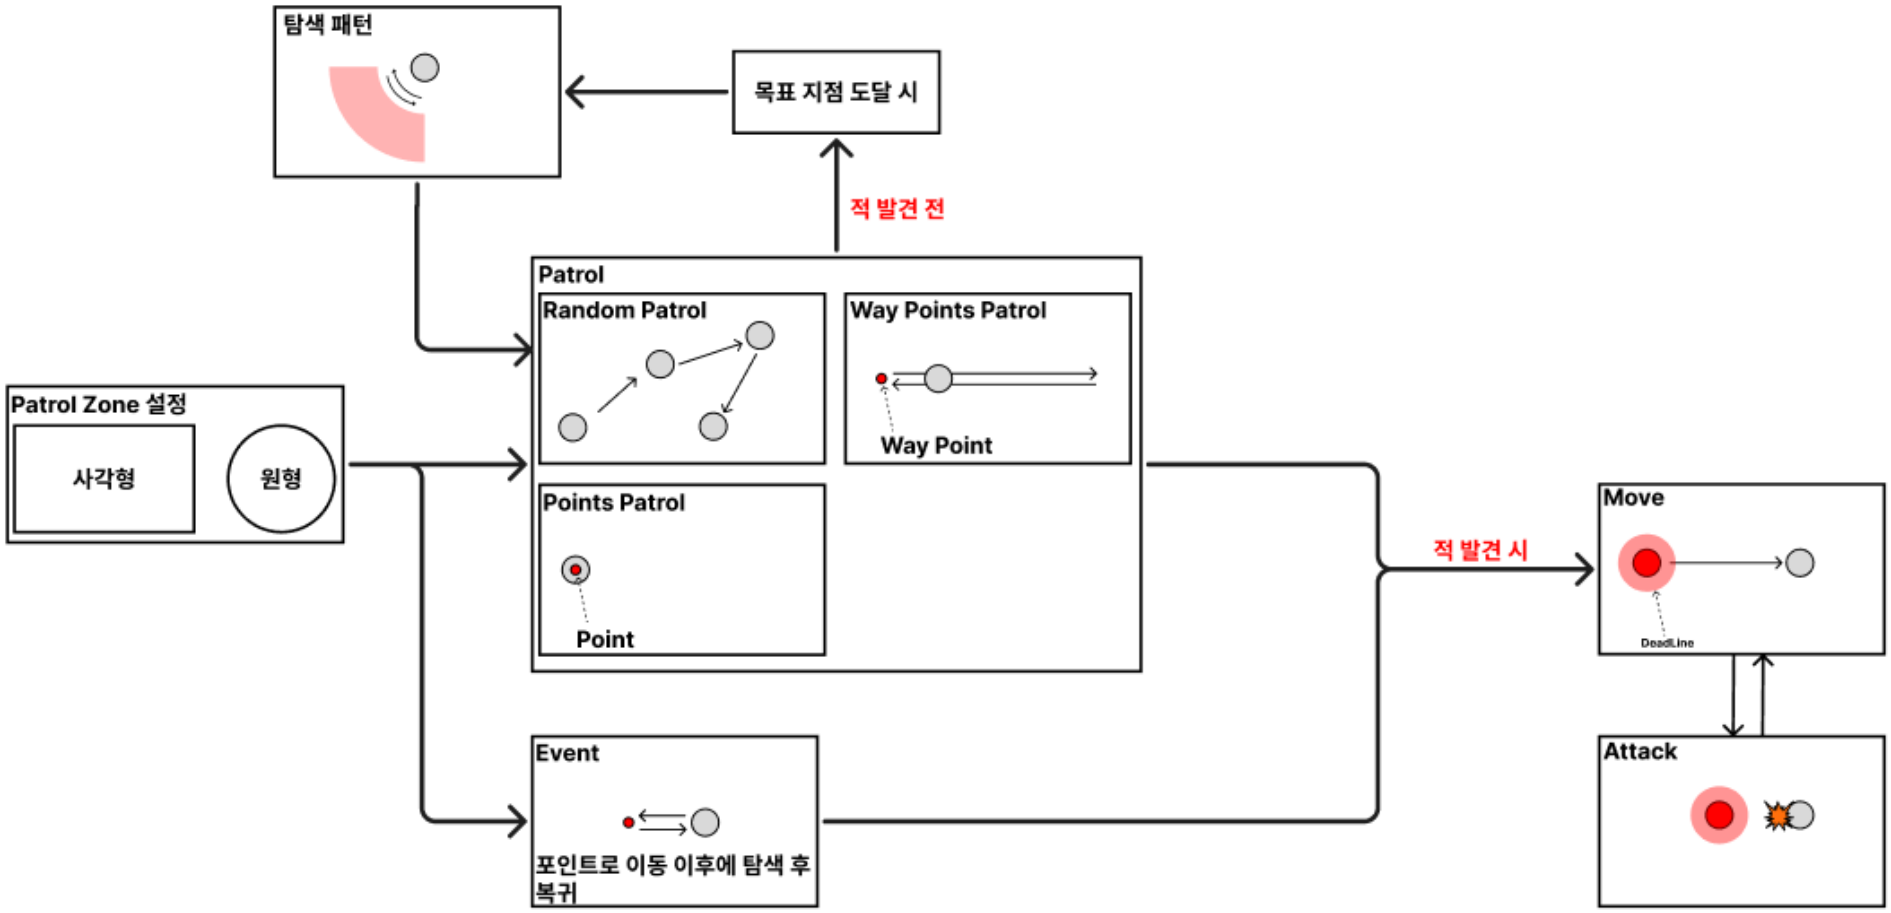 탐색 패턴
목표 지점 도달 시
적 발견 전
Patrol
Random Patrol
Way Points Patrol
Way Point
Patrol Zone 설정
사각형
원형
Points Patrol
Point
적 발견 시
Move
DeadLine
Event
포인트로 이동 이후에 탐색 후
복귀
Attack